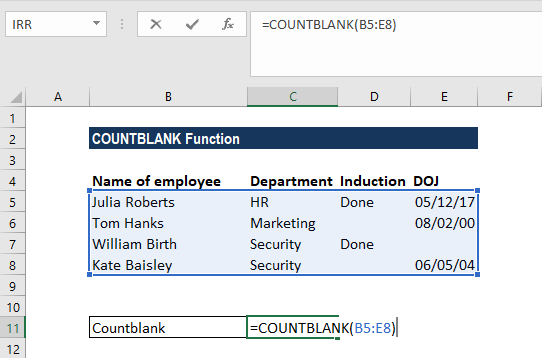 IRR =COUNTBLANK(B5:E8)
A B C D E F
1
2 COUNTBLANK Function
3
4 Name of employee Department Induction DOJ
5 Julia Roberts HR Done 05/12/17
6 Tom Hanks Marketing 08/02/00
7 William Birth Security Done
8 Kate Baisley Security 06/05/04
9
10
11 Countblank =COUNTBLANK(B5:E8)
12